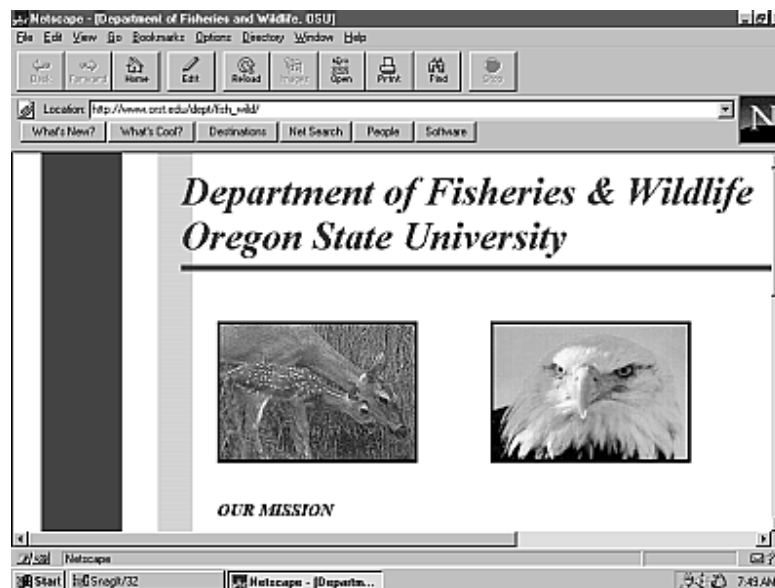 Netscape - [Department of Fisheries and Wildlife, OSU]
File Edit View Go Bookmarks Options Directory Window Help
Back Forward Home Edit Reload Images Open Print Find Stop
Location: http://www.orst.edu/dept/fish_wild/
N
What's New? What's Cool? Destinations Net Search People Software
Department of Fisheries & Wildlife
Oregon State University
OUR MISSION
Netscape
Start SnagIt/32 Netscape - [Departm... 7:49 AM